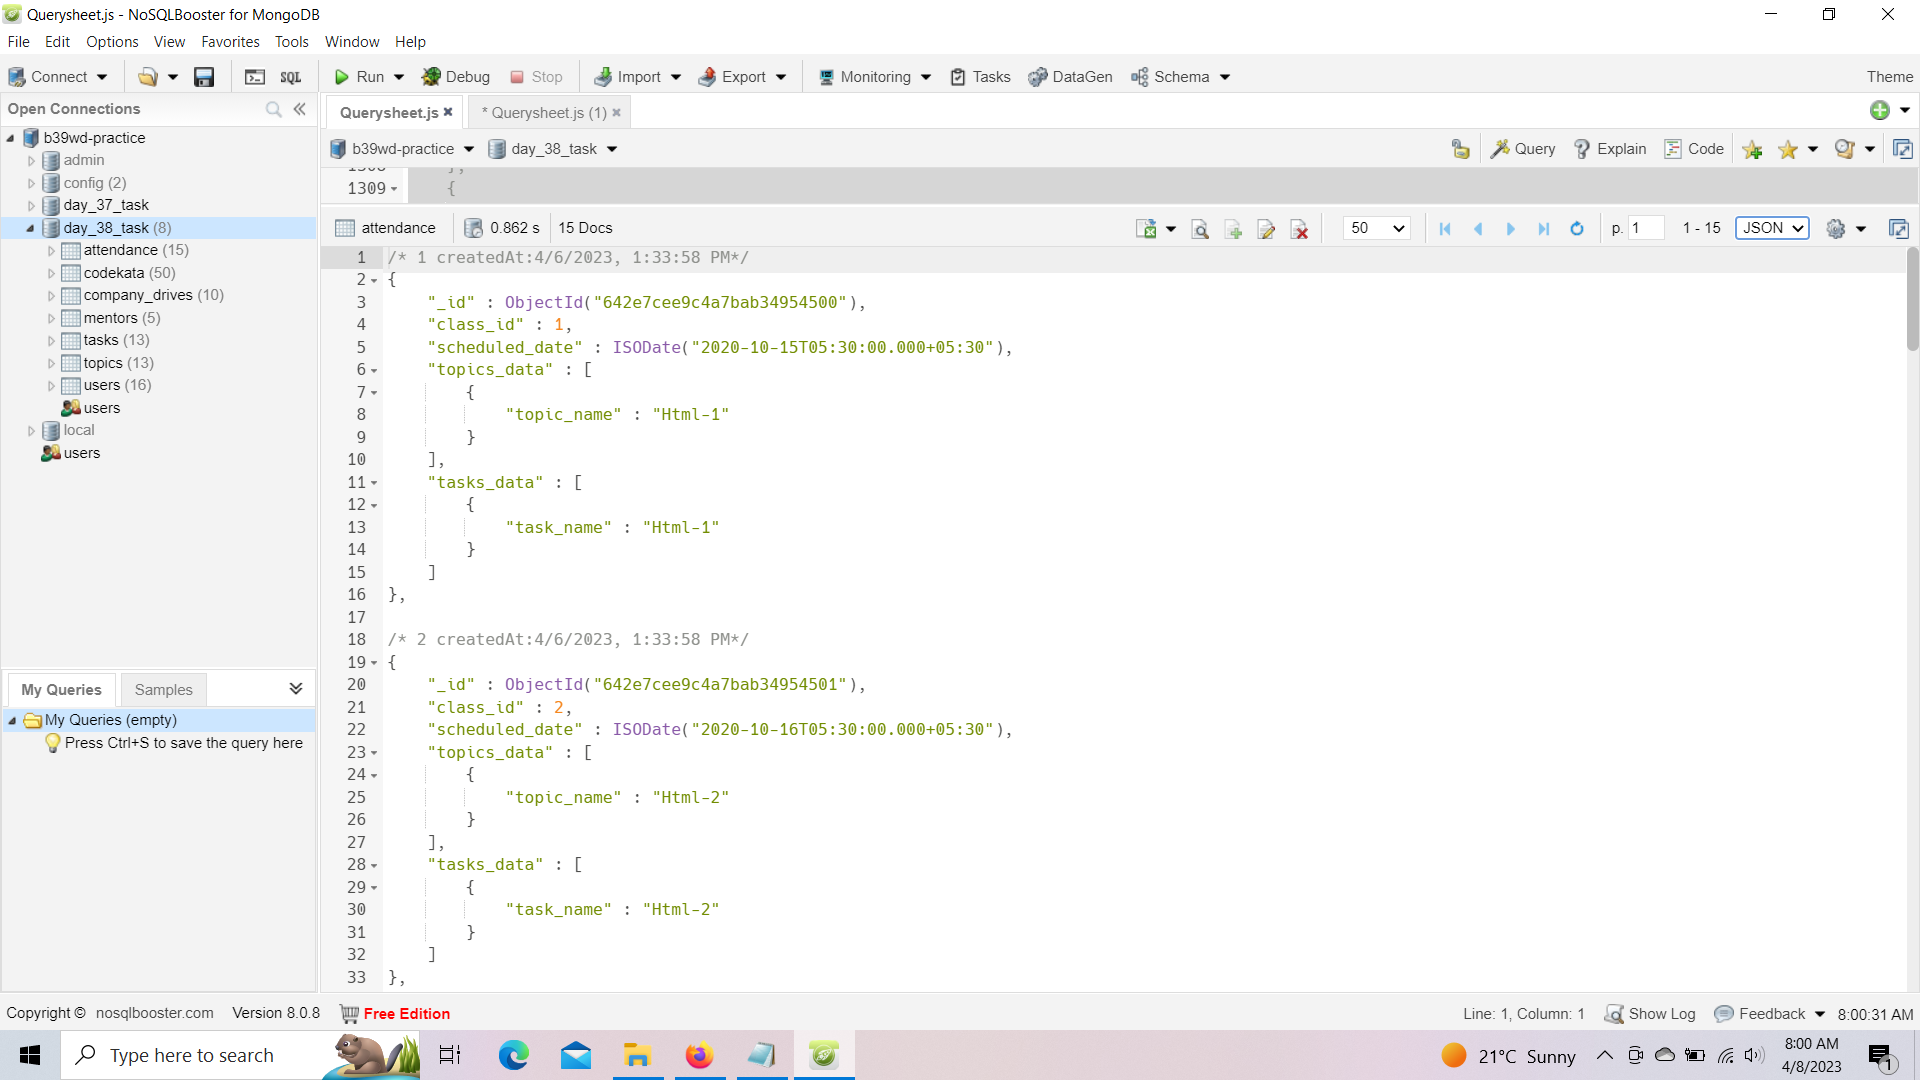 Querysheet.js - NoSQLBooster for MongoDB
File Edit Options View Favorites Tools Window Help
Connect SQL Run Debug Stop Import Export Monitoring Tasks DataGen Schema Theme
Open Connections
b39wd-practice
admin
config (2)
day_37_task
day_38_task (8)
attendance (15)
codekata (50)
company_drives (10)
mentors (5)
tasks (13)
topics (13)
users (16)
users
local
users
My Queries Samples
My Queries (empty)
Press Ctrl+S to save the query here
Querysheet.js * Querysheet.js (1)
b39wd-practice day_38_task Query Explain Code
1308 },
1309 {
attendance 0.862 s 15 Docs 50 p. 1 1 - 15 JSON
1 /* 1 createdAt:4/6/2023, 1:33:58 PM*/
2 {
3 "_id" : ObjectId("642e7cee9c4a7bab34954500"),
4 "class_id" : 1,
5 "scheduled_date" : ISODate("2020-10-15T05:30:00.000+05:30"),
6 "topics_data" : [
7 {
8 "topic_name" : "Html-1"
9 }
10 ],
11 "tasks_data" : [
12 {
13 "task_name" : "Html-1"
14 }
15 ]
16 },
17
18 /* 2 createdAt:4/6/2023, 1:33:58 PM*/
19 {
20 "_id" : ObjectId("642e7cee9c4a7bab34954501"),
21 "class_id" : 2,
22 "scheduled_date" : ISODate("2020-10-16T05:30:00.000+05:30"),
23 "topics_data" : [
24 {
25 "topic_name" : "Html-2"
26 }
27 ],
28 "tasks_data" : [
29 {
30 "task_name" : "Html-2"
31 }
32 ]
33 },
Copyright © nosqlbooster.com Version 8.0.8 Free Edition Line: 1, Column: 1 Show Log Feedback 8:00:31 AM
Type here to search 21°C Sunny 8:00 AM
4/8/2023 1